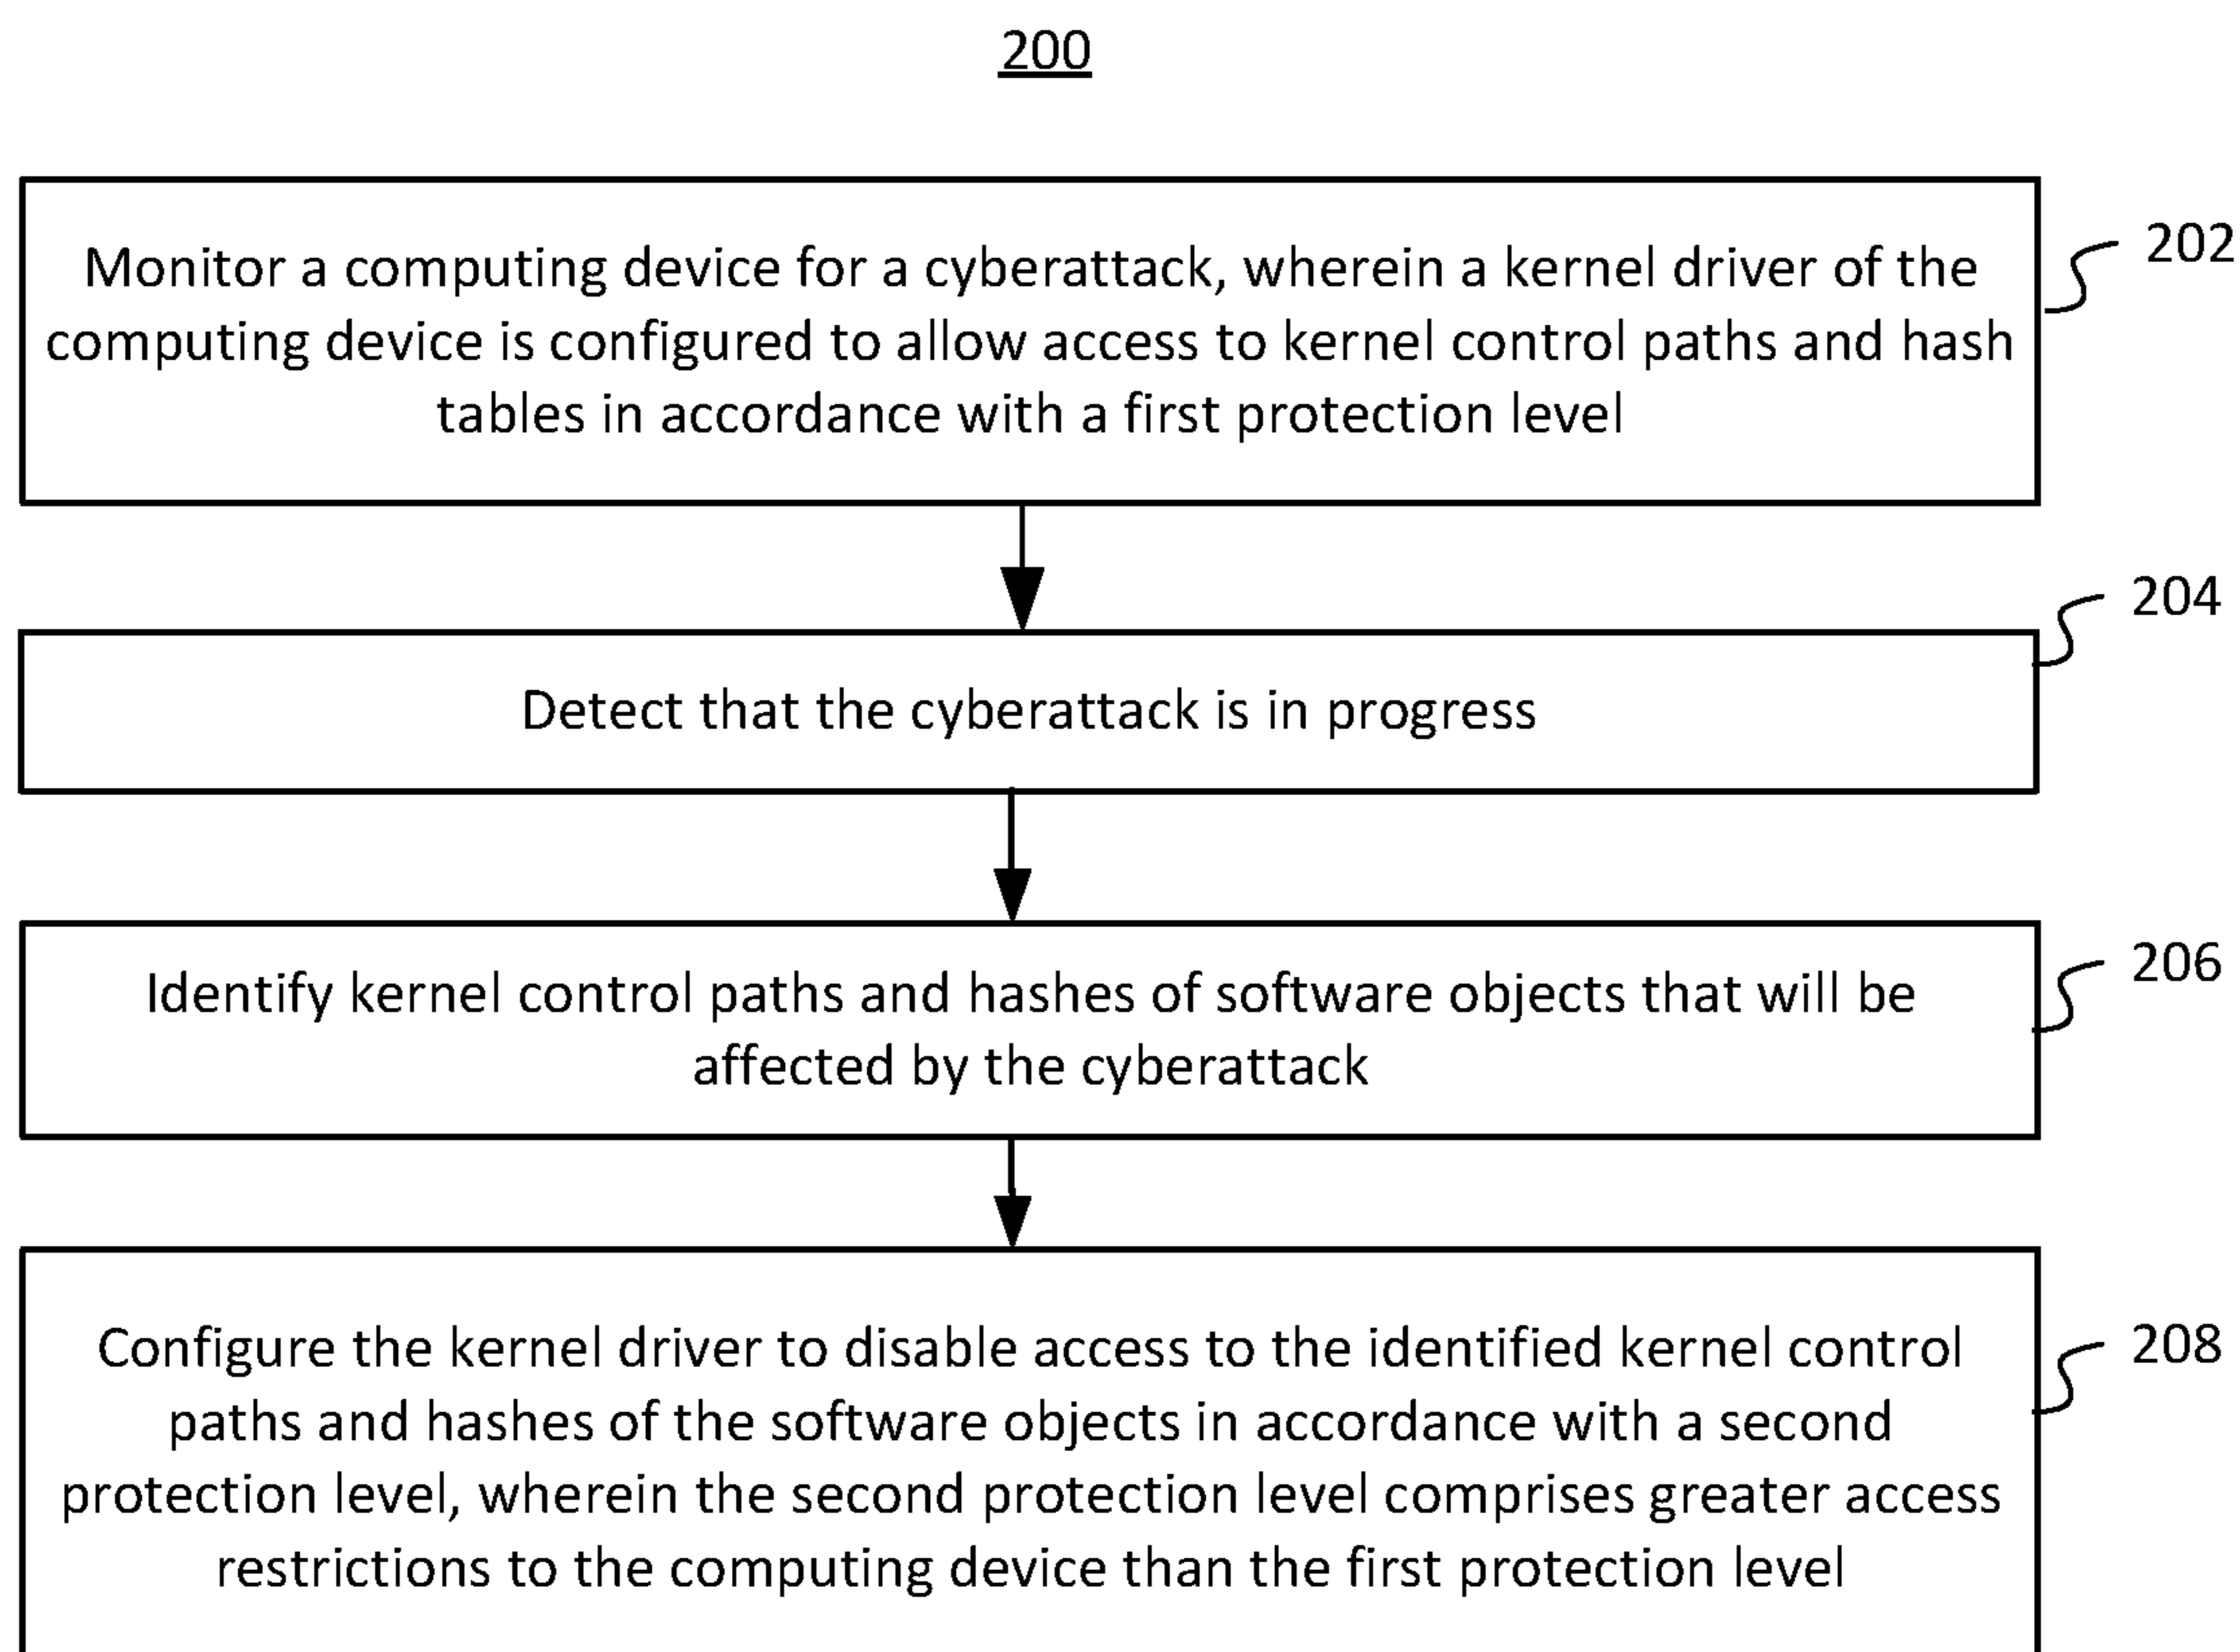 200
Monitor a computing device for a cyberattack, wherein a kernel driver of the
computing device is configured to allow access to kernel control paths and hash
tables in accordance with a first protection level
202
Detect that the cyberattack is in progress
204
Identify kernel control paths and hashes of software objects that will be
affected by the cyberattack
206
Configure the kernel driver to disable access to the identified kernel control
paths and hashes of the software objects in accordance with a second
protection level, wherein the second protection level comprises greater access
restrictions to the computing device than the first protection level
208